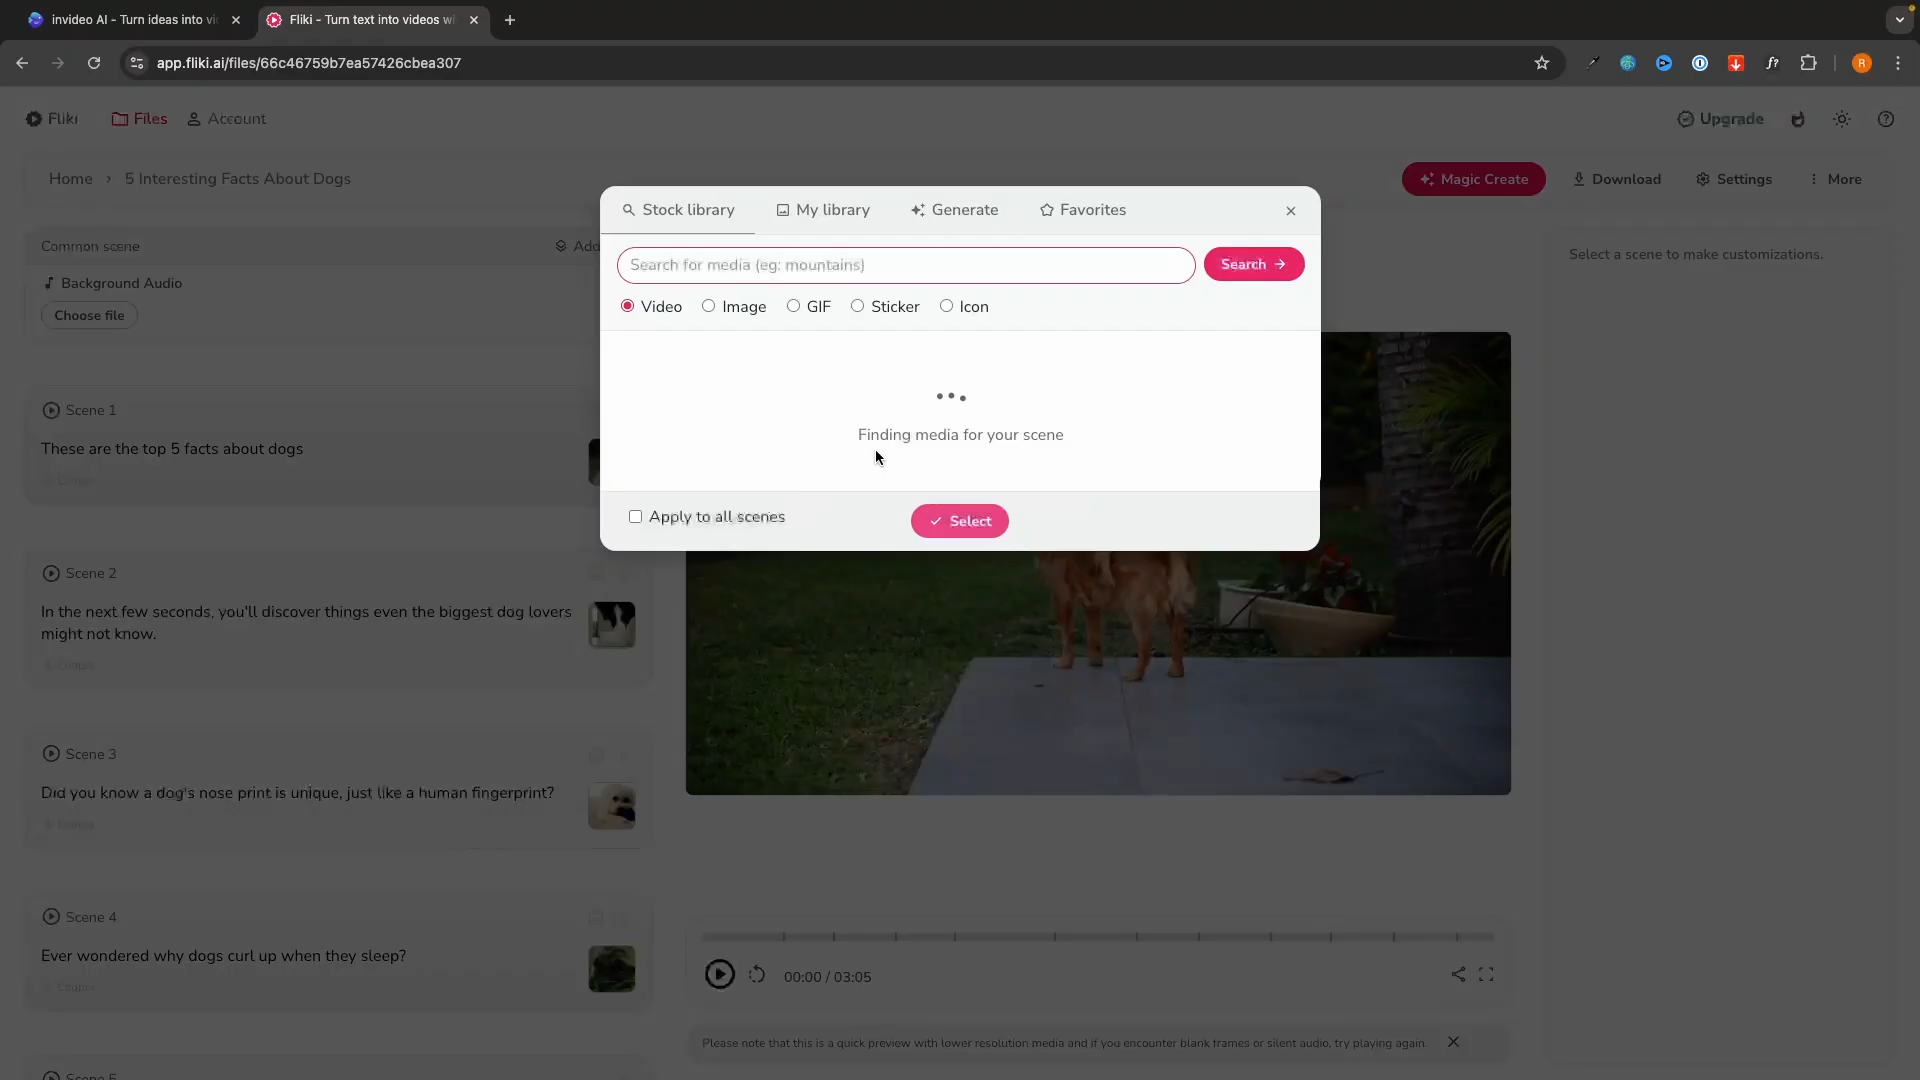 invideo AI - Turn ideas into vi
Fliki - Turn text into videos wi
app.fliki.ai/files/66c46759b7ea57426cbea307
R
Fliki
Files
Account
Upgrade
Home › 5 Interesting Facts About Dogs
Magic Create
Download
Settings
More
Stock library
My library
Generate
Favorites
Search for media (eg: mountains)
Search
Video
Image
GIF
Sticker
Icon
Finding media for your scene
Apply to all scenes
Select
Common scene
Add
Background Audio
Choose file
Scene 1
These are the top 5 facts about dogs
Scene 2
In the next few seconds, you'll discover things even the biggest dog lovers
might not know.
Scene 3
Did you know a dog's nose print is unique, just like a human fingerprint?
Scene 4
Ever wondered why dogs curl up when they sleep?
Scene 5
Select a scene to make customizations.
00:00 / 03:05
Please note that this is a quick preview with lower resolution media and if you encounter blank frames or silent audio, try playing again.